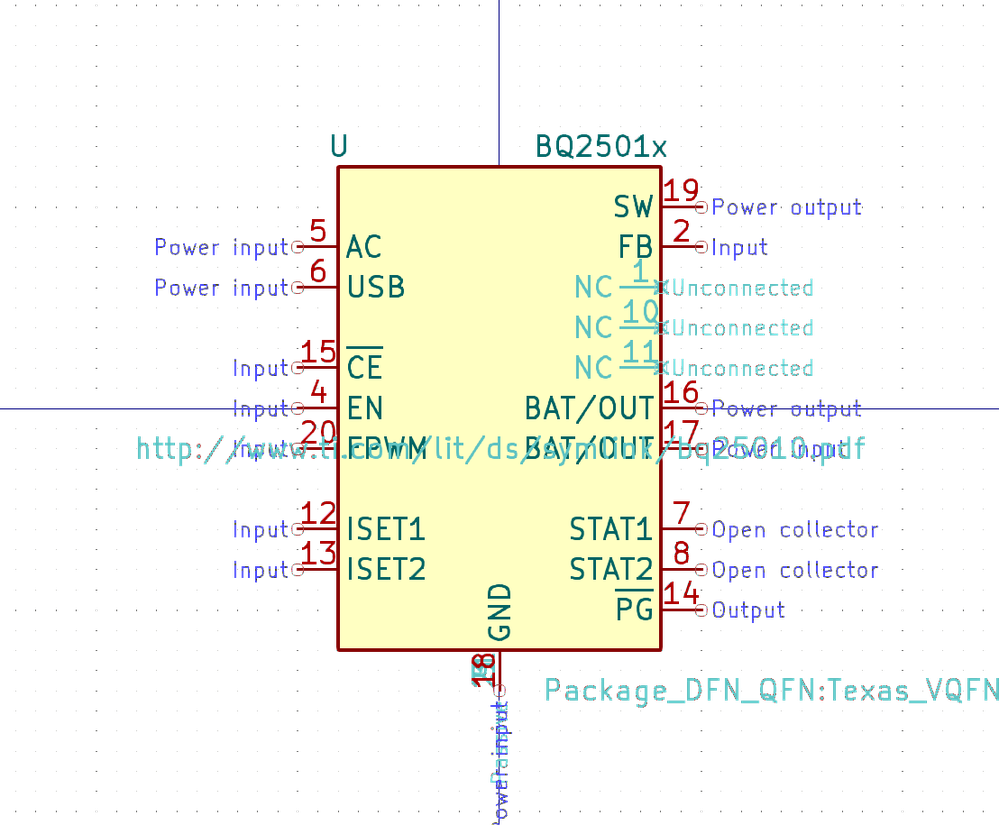 U BQ2501x
SW 19 Power output
Power input 5 AC FB 2 Input
Power input 6 USB NC 1 Unconnected
NC 10 Unconnected
Input 15 CE NC 11 Unconnected
Input 4 EN BAT/OUT 16 Power output
Input 20 FPWM BAT/OUT 17 Power input
http://www.ti.com/lit/ds/symlink/bq25010.pdf
Input 12 ISET1 STAT1 7 Open collector
Input 13 ISET2 STAT2 8 Open collector
PG 14 Output
GND
18
Package_DFN_QFN:Texas_VQFN
Power input